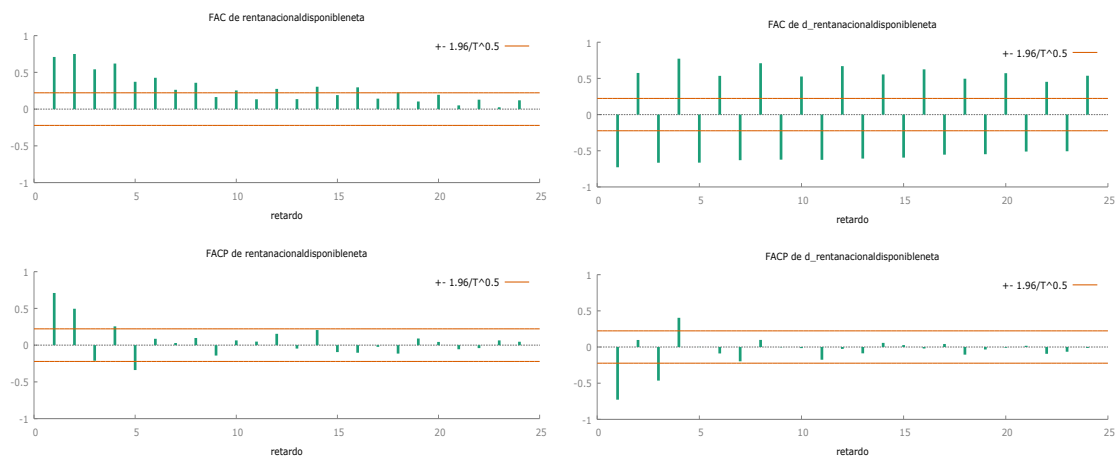 FAC de rentanacionaldisponibleneta
+- 1.96/T^0.5
1
0.5
0
-0.5
-1
0 5 10 15 20 25
retardo
FACP de rentanacionaldisponibleneta
+- 1.96/T^0.5
1
0.5
0
-0.5
-1
0 5 10 15 20 25
retardo
FAC de d_rentanacionaldisponibleneta
+- 1.96/T^0.5
1
0.5
0
-0.5
-1
0 5 10 15 20 25
retardo
FACP de d_rentanacionaldisponibleneta
+- 1.96/T^0.5
1
0.5
0
-0.5
-1
0 5 10 15 20 25
retardo